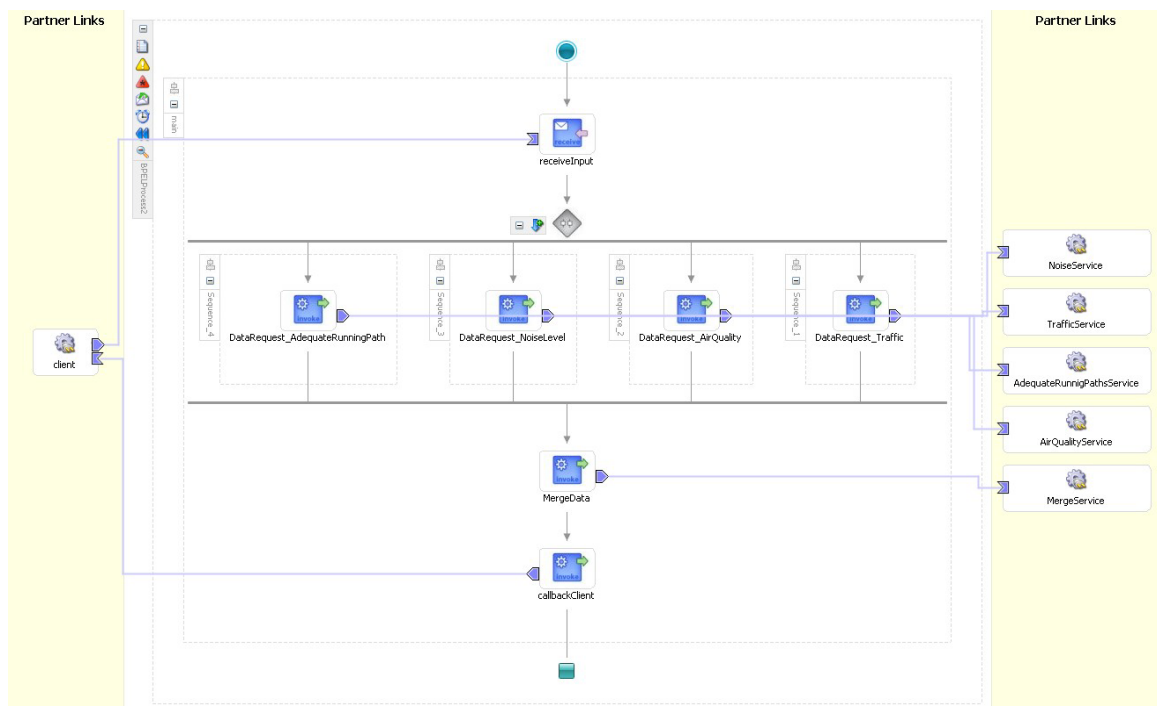 Partner Links
Partner Links
main
BPELProcess2
receive
receiveInput
Sequence_4
Sequence_3
Sequence_2
Sequence_1
invoke
invoke
invoke
invoke
DataRequest_AdequateRunningPath
DataRequest_NoiseLevel
DataRequest_AirQuality
DataRequest_Traffic
NoiseService
TrafficService
client
AdequateRunnigPathsService
AirQualityService
invoke
MergeData
MergeService
invoke
callbackClient